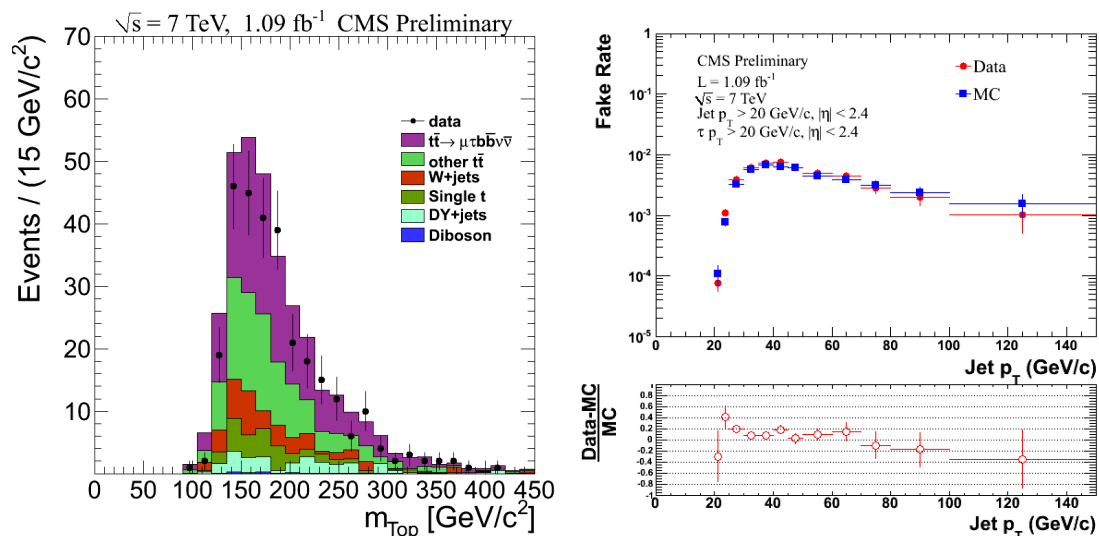 √s = 7 TeV, 1.09 fb⁻¹ CMS Preliminary
Events / (15 GeV/c²)
70
60
50
40
30
20
10
data
tt̄→ μτbb̄νν̄
other tt̄
W+jets
Single t
DY+jets
Diboson
0 50 100 150 200 250 300 350 400 450
m_Top [GeV/c²]
Fake Rate
1
10⁻¹
10⁻²
10⁻³
10⁻⁴
10⁻⁵
CMS Preliminary
L = 1.09 fb⁻¹
√s = 7 TeV
Jet p_T > 20 GeV/c, |η| < 2.4
τ p_T > 20 GeV/c, |η| < 2.4
Data
MC
0 20 40 60 80 100 120 140
Jet p_T (GeV/c)
Data-MC
MC
0.8
0.6
0.4
0.2
0
-0.2
-0.4
-0.6
-0.8
-1
0 20 40 60 80 100 120 140
Jet p_T (GeV/c)